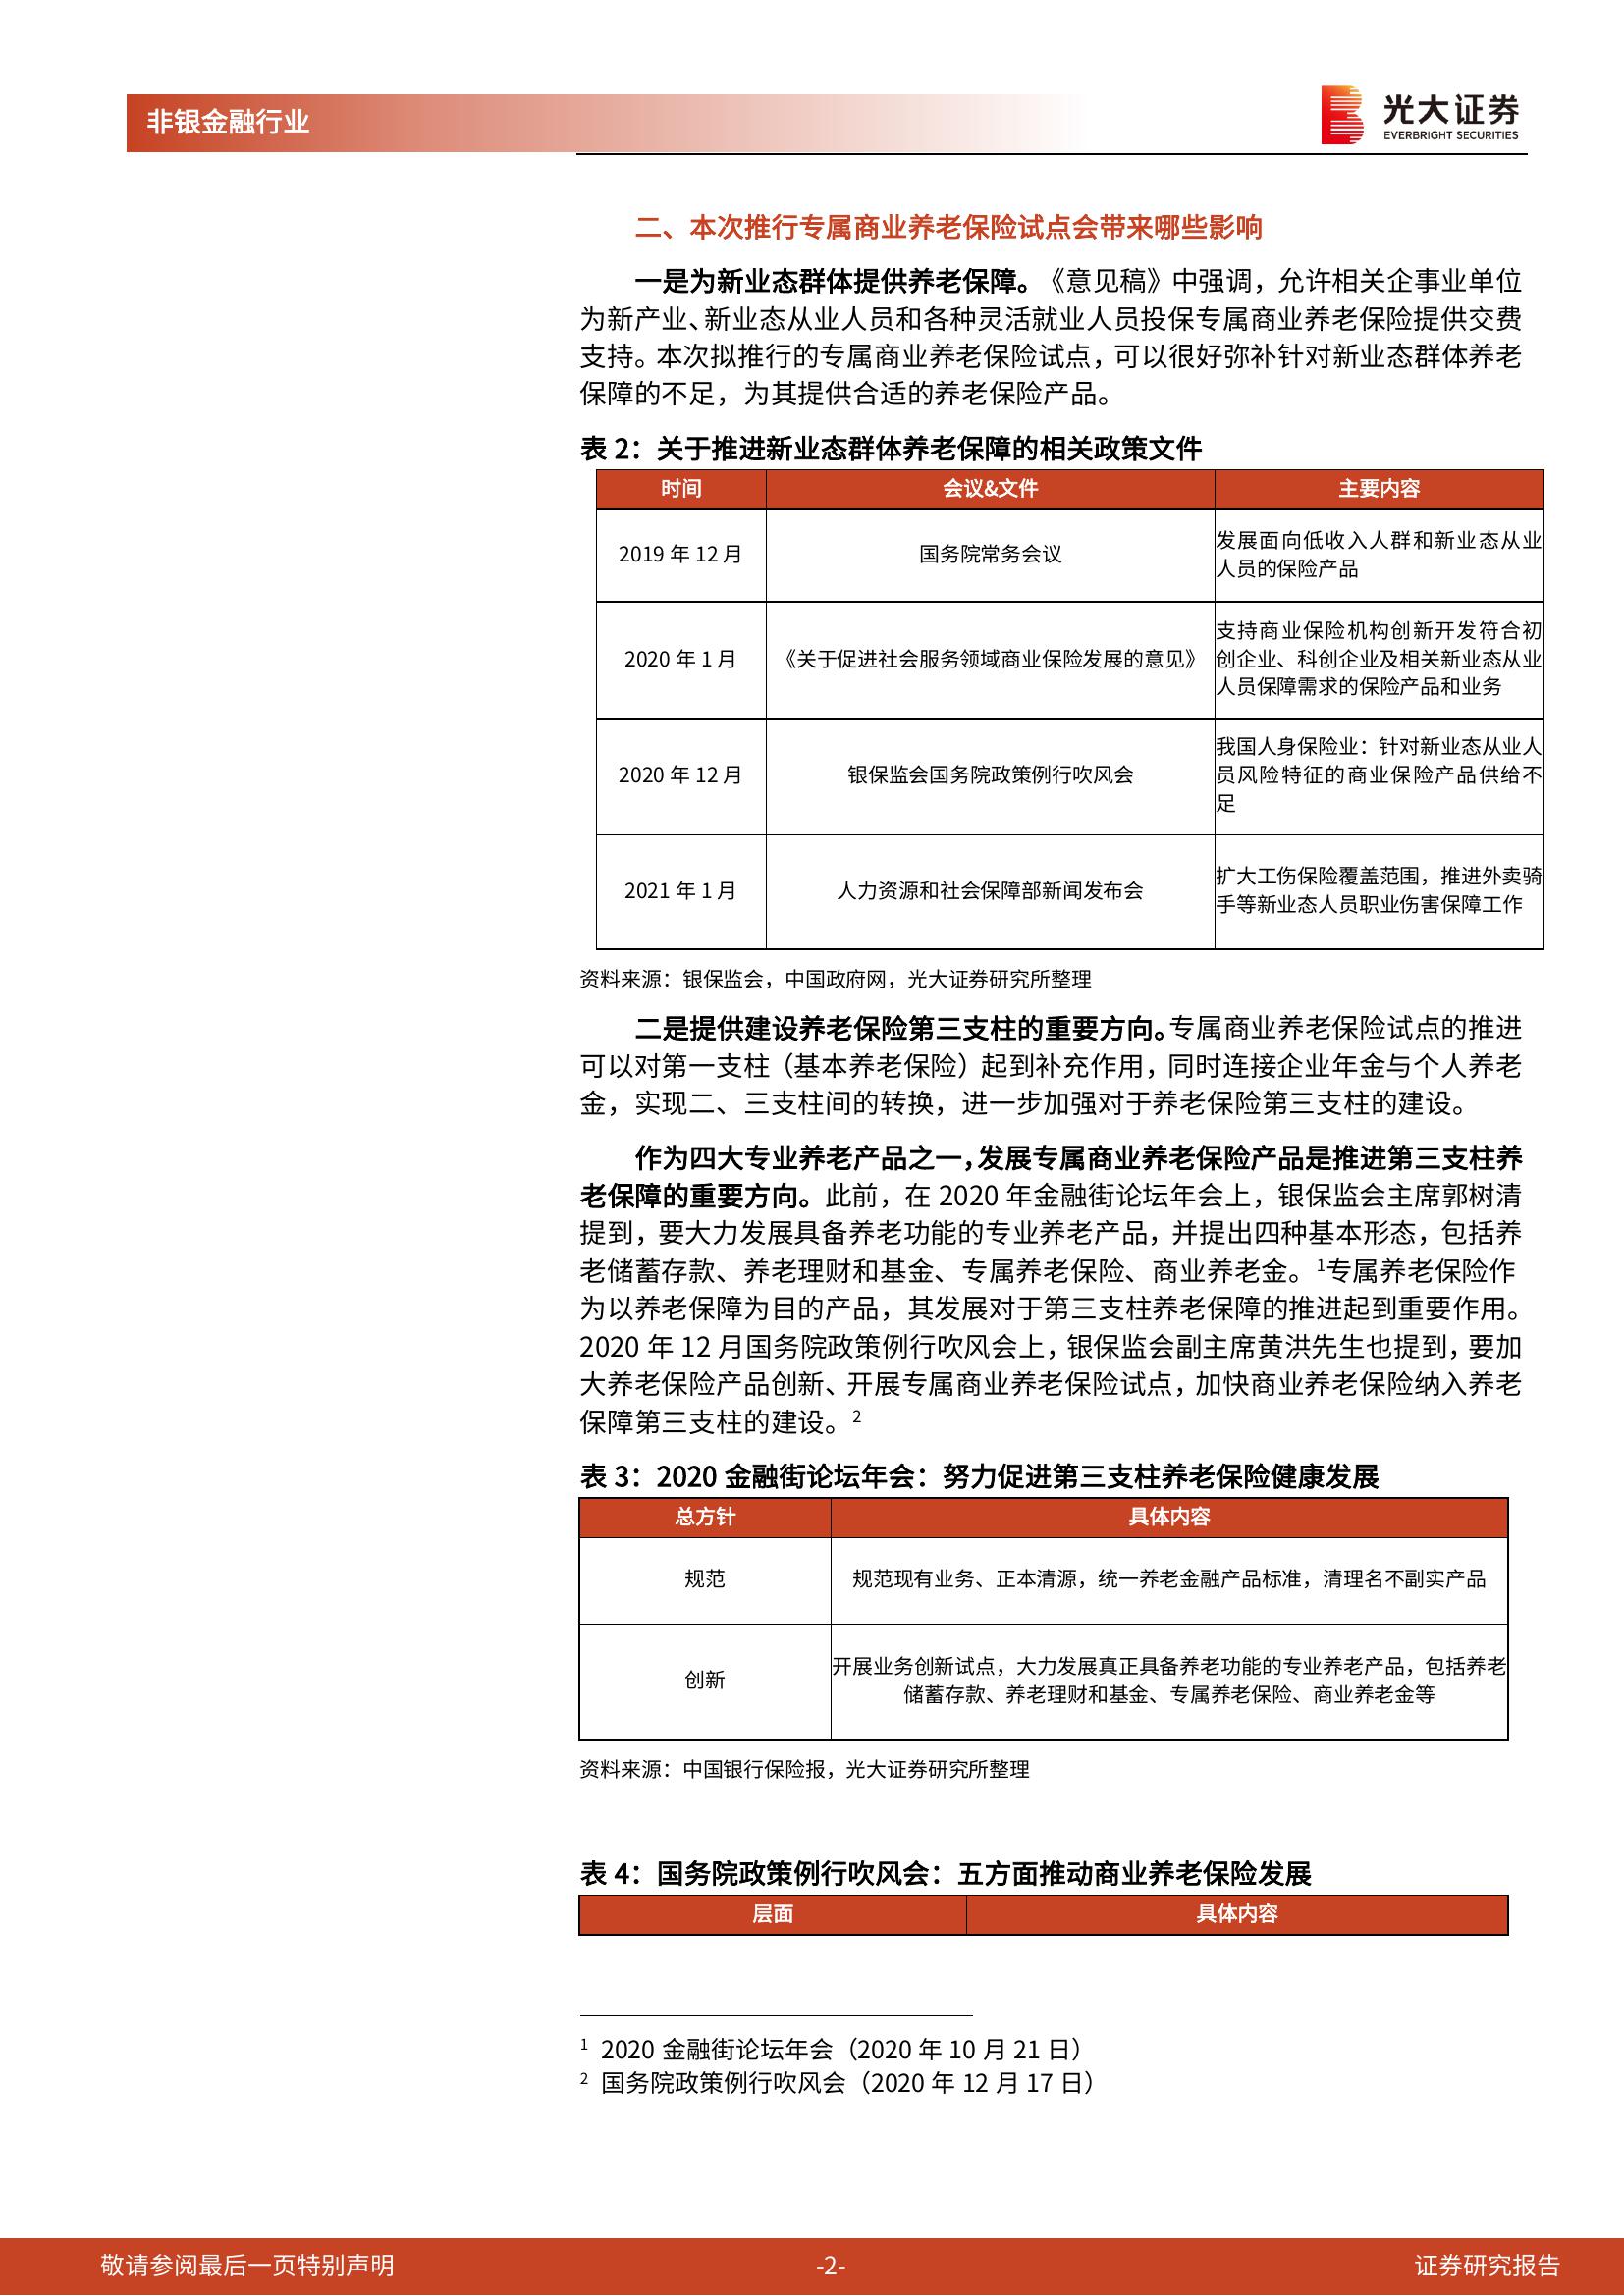 非银金融行业
光大证券
EVERBRIGHT SECURITIES
二、本次推行专属商业养老保险试点会带来哪些影响
一是为新业态群体提供养老保障。《意见稿》中强调，允许相关企事业单位
为新产业、新业态从业人员和各种灵活就业人员投保专属商业养老保险提供交费
支持。本次拟推行的专属商业养老保险试点，可以很好弥补针对新业态群体养老
保障的不足，为其提供合适的养老保险产品。
表 2：关于推进新业态群体养老保障的相关政策文件
时间 会议&文件 主要内容
2019 年 12 月 国务院常务会议 发展面向低收入人群和新业态从业
人员的保险产品
2020 年 1 月 《关于促进社会服务领域商业保险发展的意见》 支持商业保险机构创新开发符合初
创企业、科创企业及相关新业态从业
人员保障需求的保险产品和业务
2020 年 12 月 银保监会国务院政策例行吹风会 我国人身保险业：针对新业态从业人
员风险特征的商业保险产品供给不
足
2021 年 1 月 人力资源和社会保障部新闻发布会 扩大工伤保险覆盖范围，推进外卖骑
手等新业态人员职业伤害保障工作
资料来源：银保监会，中国政府网，光大证券研究所整理
二是提供建设养老保险第三支柱的重要方向。专属商业养老保险试点的推进
可以对第一支柱（基本养老保险）起到补充作用，同时连接企业年金与个人养老
金，实现二、三支柱间的转换，进一步加强对于养老保险第三支柱的建设。
作为四大专业养老产品之一，发展专属商业养老保险产品是推进第三支柱养
老保障的重要方向。此前，在 2020 年金融街论坛年会上，银保监会主席郭树清
提到，要大力发展具备养老功能的专业养老产品，并提出四种基本形态，包括养
老储蓄存款、养老理财和基金、专属养老保险、商业养老金。1专属养老保险作
为以养老保障为目的产品，其发展对于第三支柱养老保障的推进起到重要作用。
2020 年 12 月国务院政策例行吹风会上，银保监会副主席黄洪先生也提到，要加
大养老保险产品创新、开展专属商业养老保险试点，加快商业养老保险纳入养老
保障第三支柱的建设。2
表 3：2020 金融街论坛年会：努力促进第三支柱养老保险健康发展
总方针 具体内容
规范 规范现有业务、正本清源，统一养老金融产品标准，清理名不副实产品
创新 开展业务创新试点，大力发展真正具备养老功能的专业养老产品，包括养老
储蓄存款、养老理财和基金、专属养老保险、商业养老金等
资料来源：中国银行保险报，光大证券研究所整理
表 4：国务院政策例行吹风会：五方面推动商业养老保险发展
层面 具体内容
1 2020 金融街论坛年会（2020 年 10 月 21 日）
2 国务院政策例行吹风会（2020 年 12 月 17 日）
敬请参阅最后一页特别声明 -2- 证券研究报告